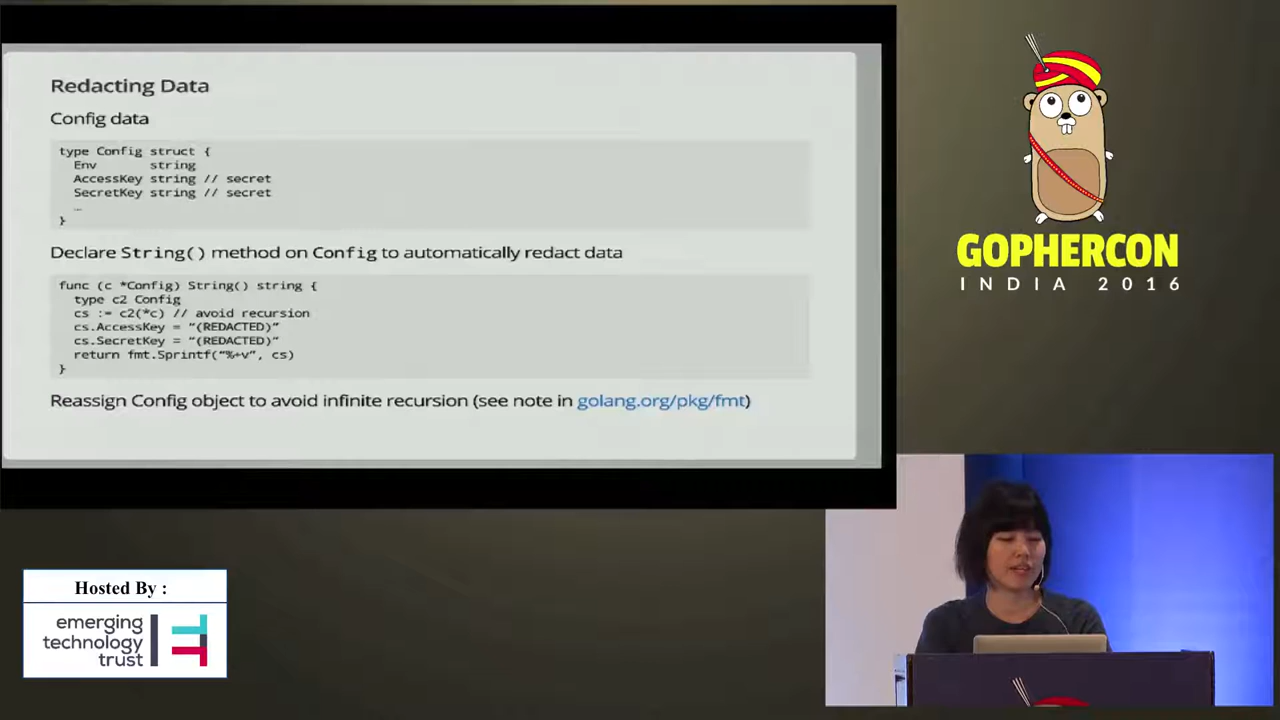 Redacting Data
Config data
type Config struct {
Env string
AccessKey string // secret
SecretKey string // secret
…
}
Declare String() method on Config to automatically redact data
func (c *Config) String() string {
type c2 Config
cs := c2(*c) // avoid recursion
cs.AccessKey = “(REDACTED)”
cs.SecretKey = “(REDACTED)”
return fmt.Sprintf(“%+v”, cs)
}
Reassign Config object to avoid infinite recursion (see note in golang.org/pkg/fmt)
GOPHERCON
INDIA 2016
Hosted By :
emerging
technology
trust